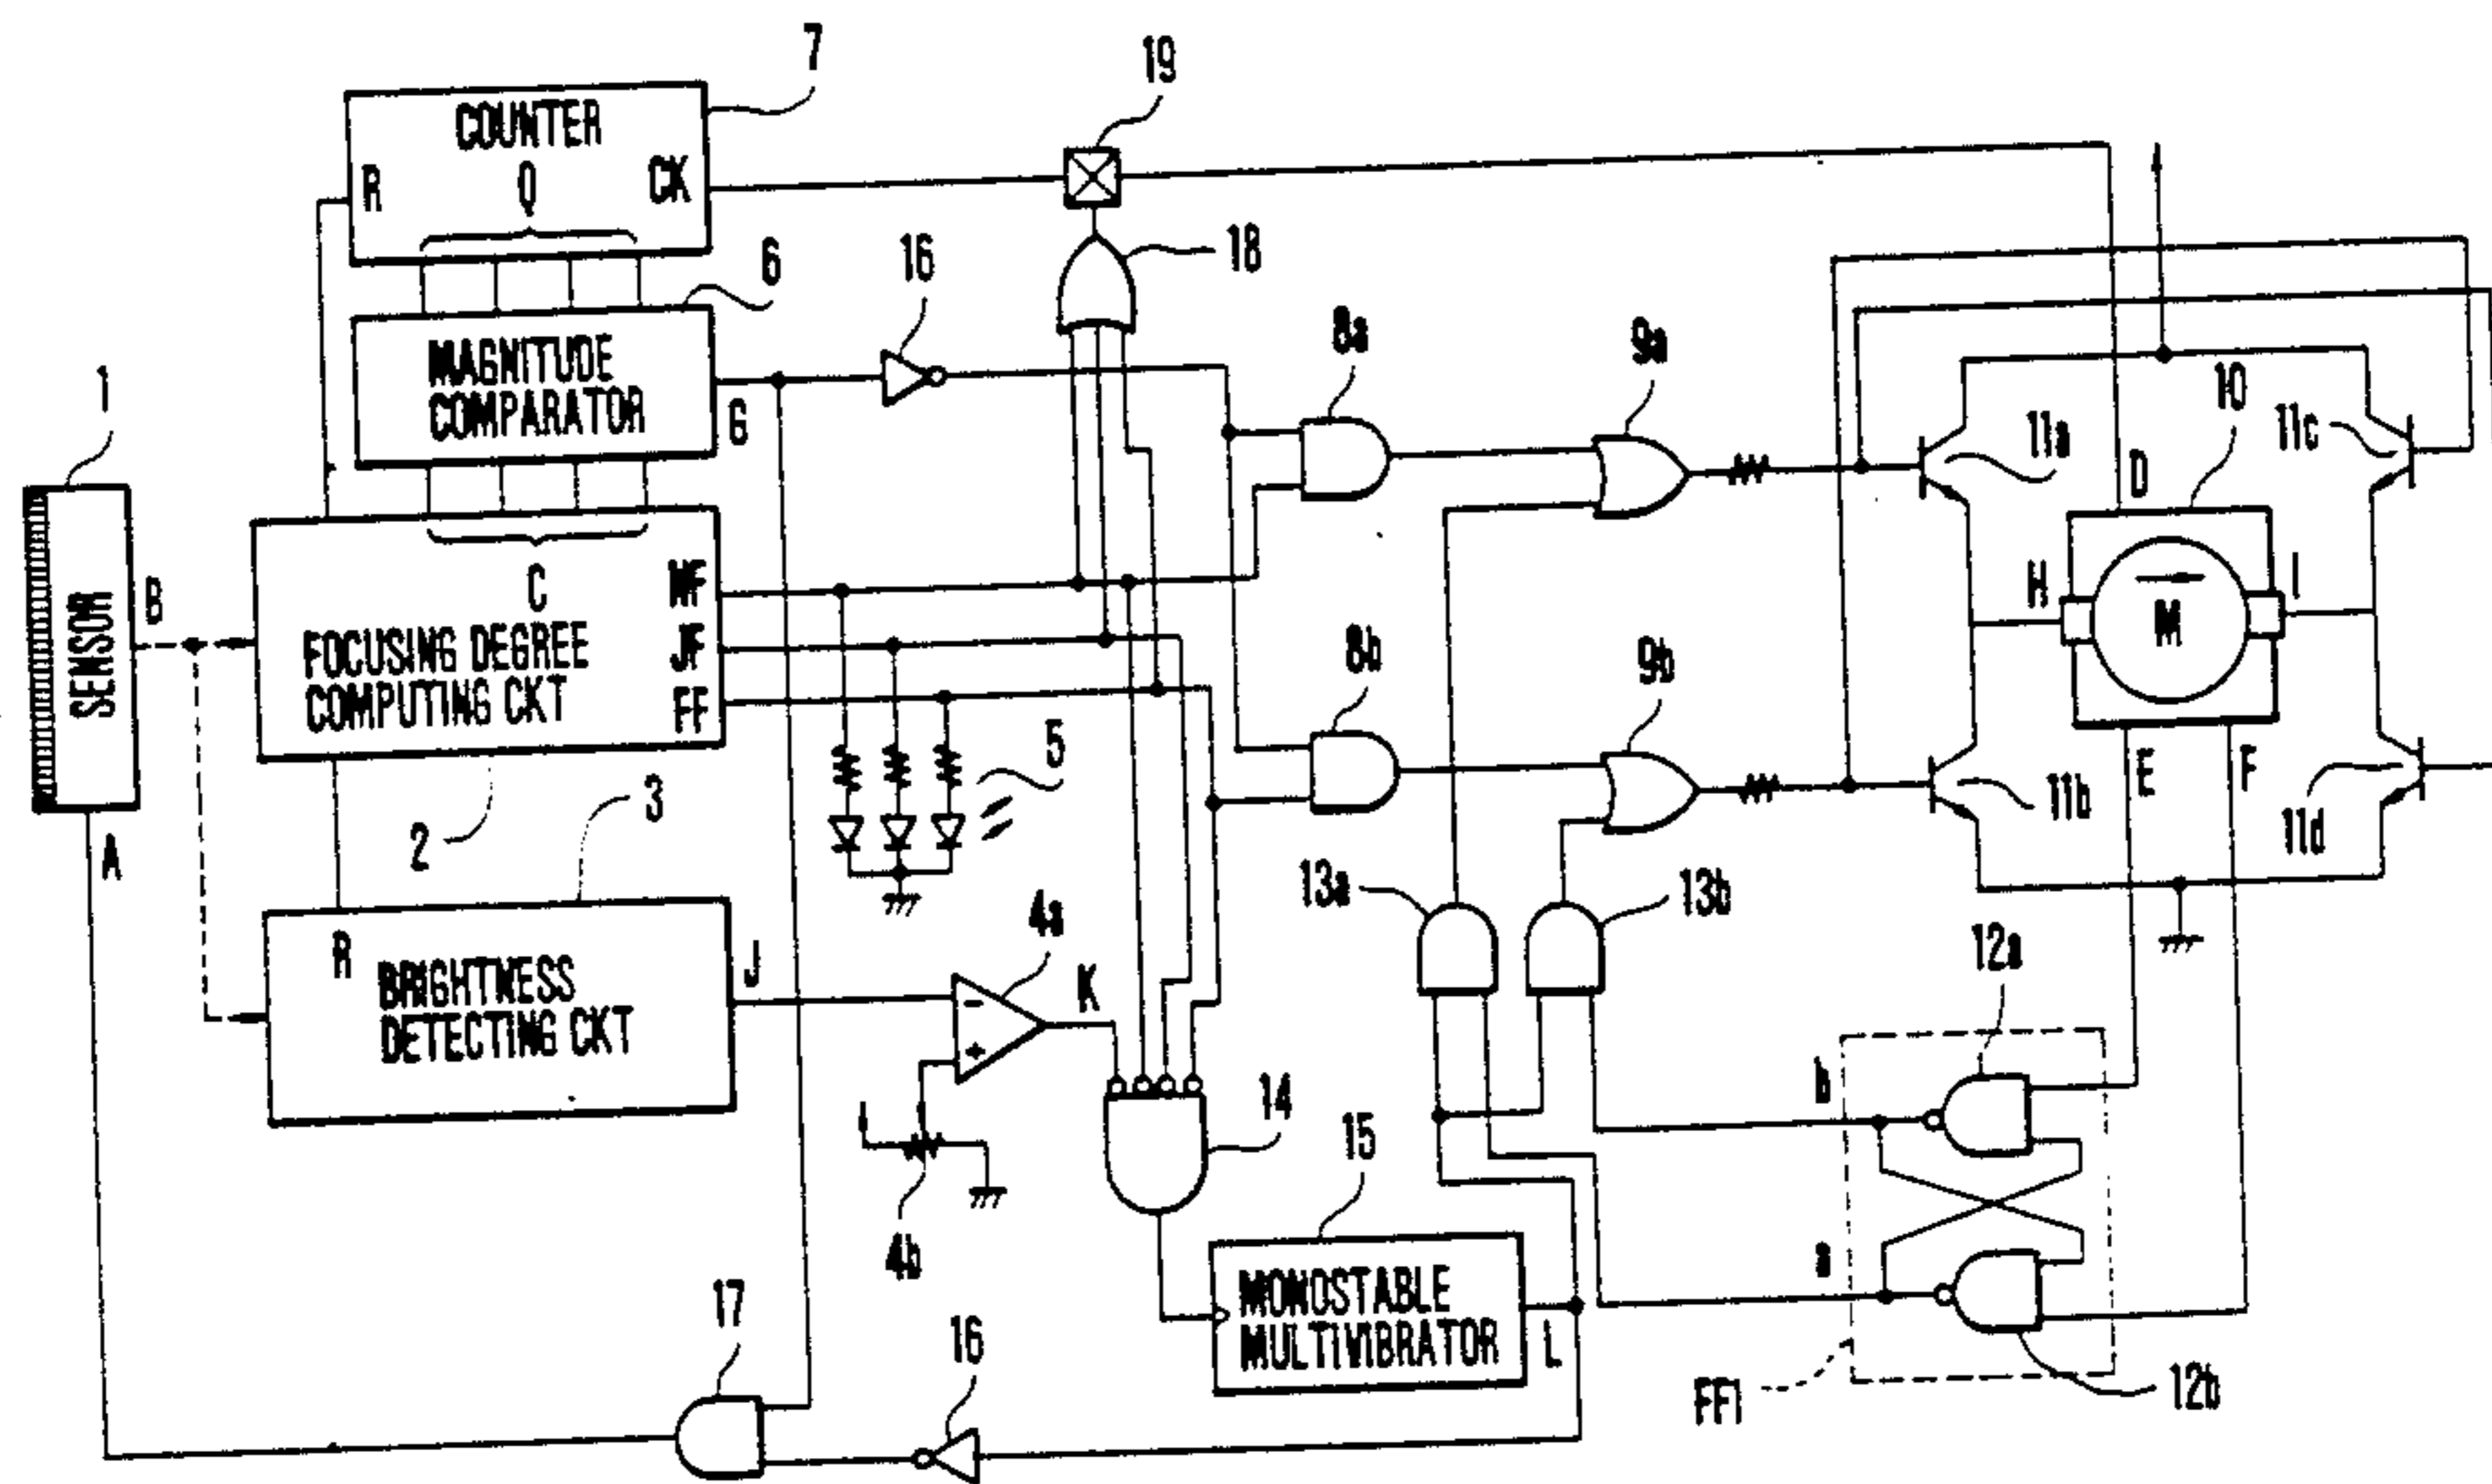 7
19
COUNTER
R
Q
CK
6
16
18
8a
9a
1
MAGNITUDE
COMPARATOR
G
10
11a
11c
D
SENSOR
B
C
NF
H
M
I
FOCUSING DEGREE
COMPUTING CKT
JF
FF
8b
9b
5
E
F
11b
11d
A
2
3
13a
13b
4a
12a
R
BRIGHTNESS
DETECTING CKT
J
-
+
K
b
14
15
4b
a
17
16
MONOSTABLE
MULTIVIBRATOR
L
FF1
12b